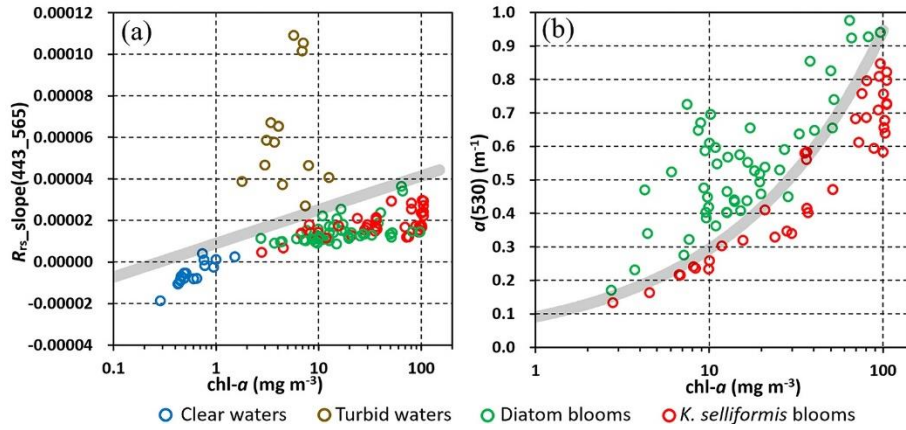 (a)
R_rs_slope(443_565)
0.00012
0.00010
0.00008
0.00006
0.00004
0.00002
0.00000
-0.00002
-0.00004
0.1 1 10 100
chl-a (mg m⁻³)
(b)
a(530) (m⁻¹)
1.0
0.9
0.8
0.7
0.6
0.5
0.4
0.3
0.2
0.1
0.0
1 10 100
chl-a (mg m⁻³)
Clear waters Turbid waters Diatom blooms K. selliformis blooms